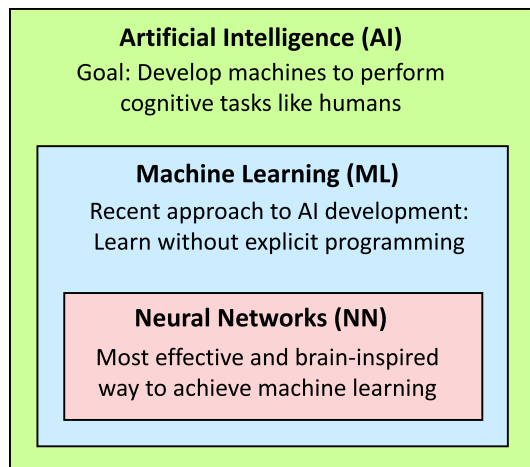 Artificial Intelligence (AI)
Goal: Develop machines to perform
cognitive tasks like humans
Machine Learning (ML)
Recent approach to AI development:
Learn without explicit programming
Neural Networks (NN)
Most effective and brain-inspired
way to achieve machine learning